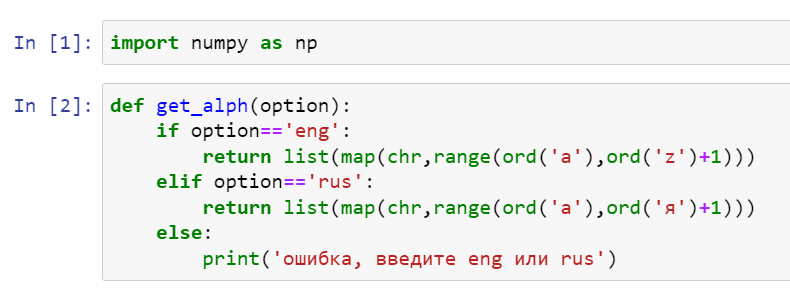 In [1]: import numpy as np
In [2]: def get_alph(option):
    if option=='eng':
        return list(map(chr,range(ord('a'),ord('z')+1)))
    elif option=='rus':
        return list(map(chr,range(ord('а'),ord('я')+1)))
    else:
        print('ошибка, введите eng или rus')